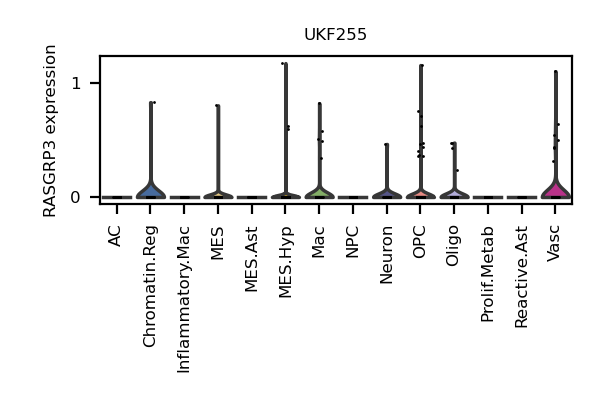 UKF255
RASGRP3 expression
1
0
AC
Chromatin.Reg
Inflammatory.Mac
MES
MES.Ast
MES.Hyp
Mac
NPC
Neuron
OPC
Oligo
Prolif.Metab
Reactive.Ast
Vasc